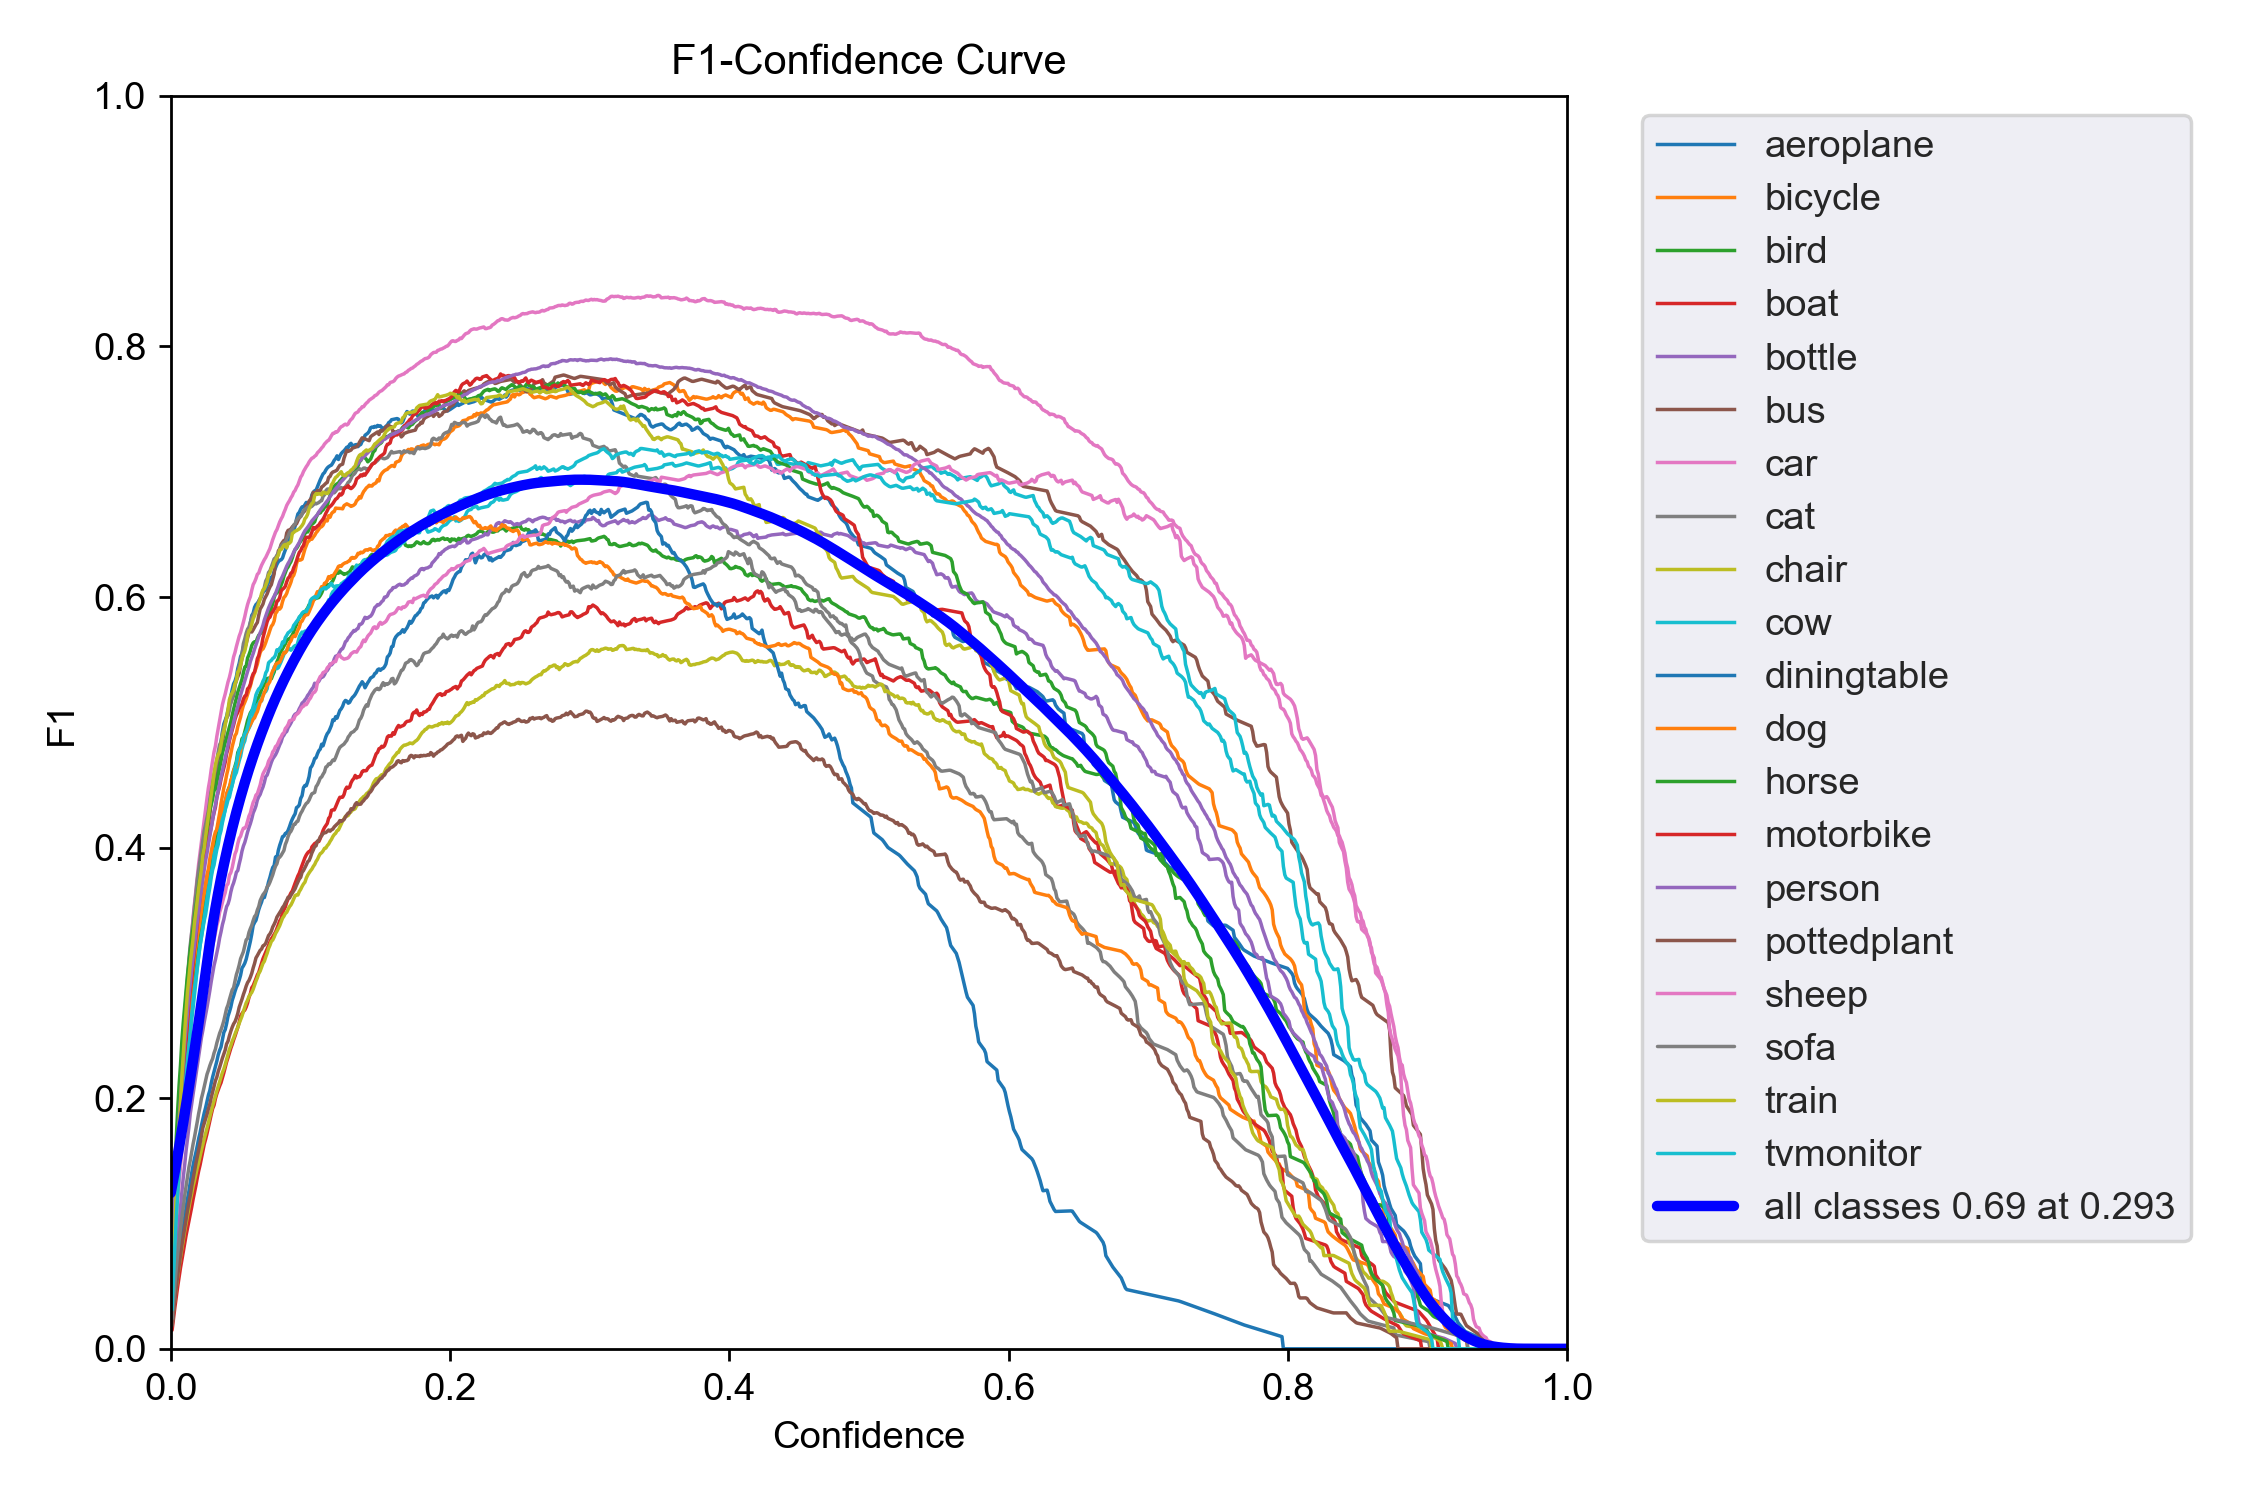 F1-Confidence Curve
1.0
0.8
0.6
0.4
0.2
0.0
F1
0.0 0.2 0.4 0.6 0.8 1.0
Confidence
aeroplane
bicycle
bird
boat
bottle
bus
car
cat
chair
cow
diningtable
dog
horse
motorbike
person
pottedplant
sheep
sofa
train
tvmonitor
all classes 0.69 at 0.293